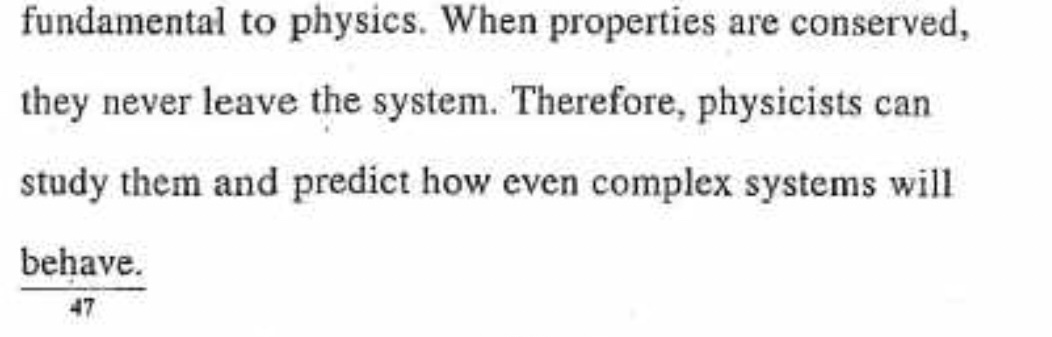 fundamental to physics. When properties are conserved,
they never leave the system. Therefore, physicists can
study them and predict how even complex systems will
behave.
47